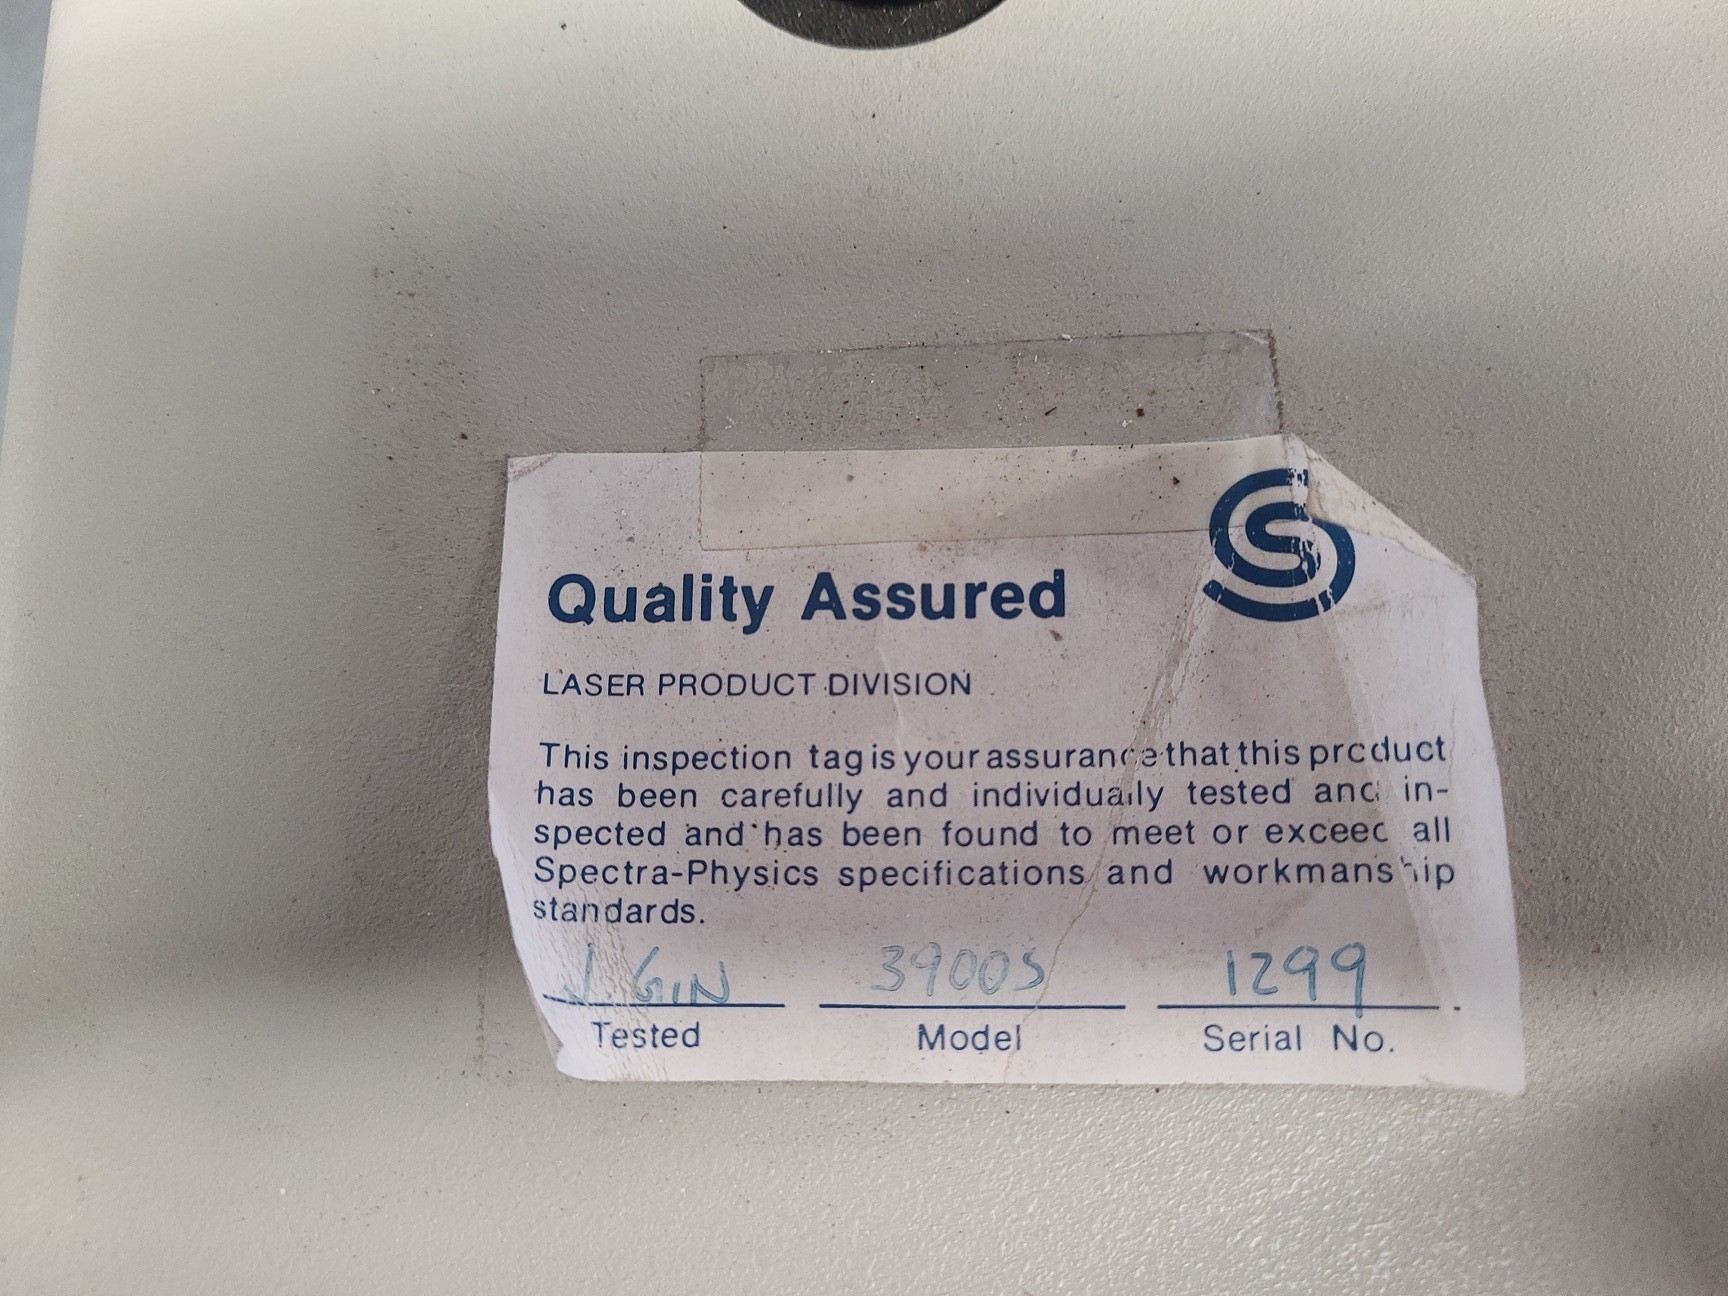 Quality Assured
LASER PRODUCT DIVISION
This inspection tag is your assurance that this product
has been carefully and individually tested and in-
spected and has been found to meet or exceed all
Spectra-Physics specifications and workmanship
standards.
J. GIN 3900S 1299
Tested Model Serial No.